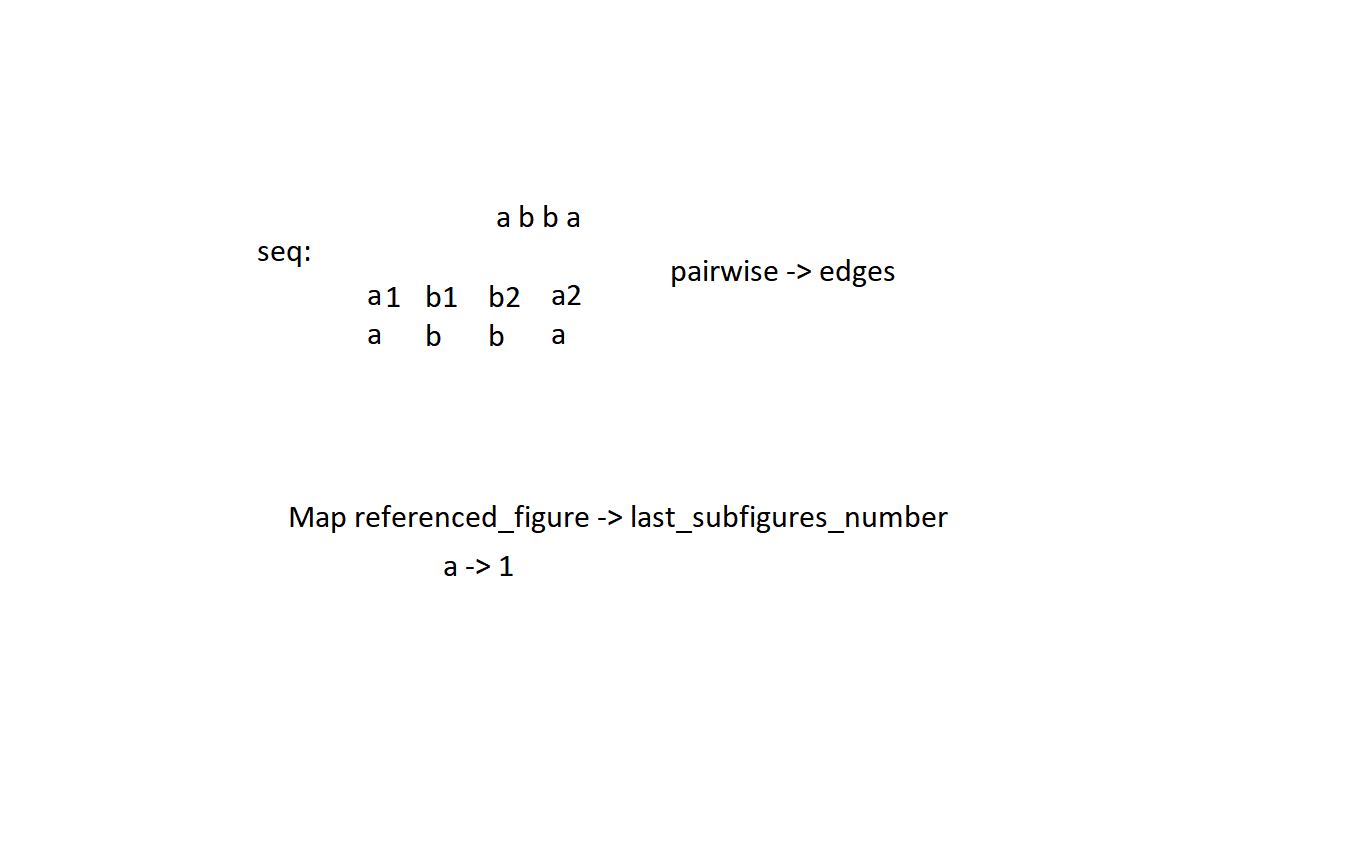 a b b a
seq:
pairwise -> edges
a1 b1 b2 a2
a b b a
Map referenced_figure -> last_subfigures_number
a -> 1